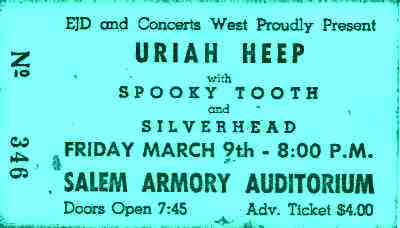 EJD and Concerts West Proudly Present
URIAH HEEP
with
SPOOKY TOOTH
and
SILVERHEAD
FRIDAY MARCH 9th - 8:00 P.M.
SALEM ARMORY AUDITORIUM
Doors Open 7:45 Adv. Ticket $4.00
No 346